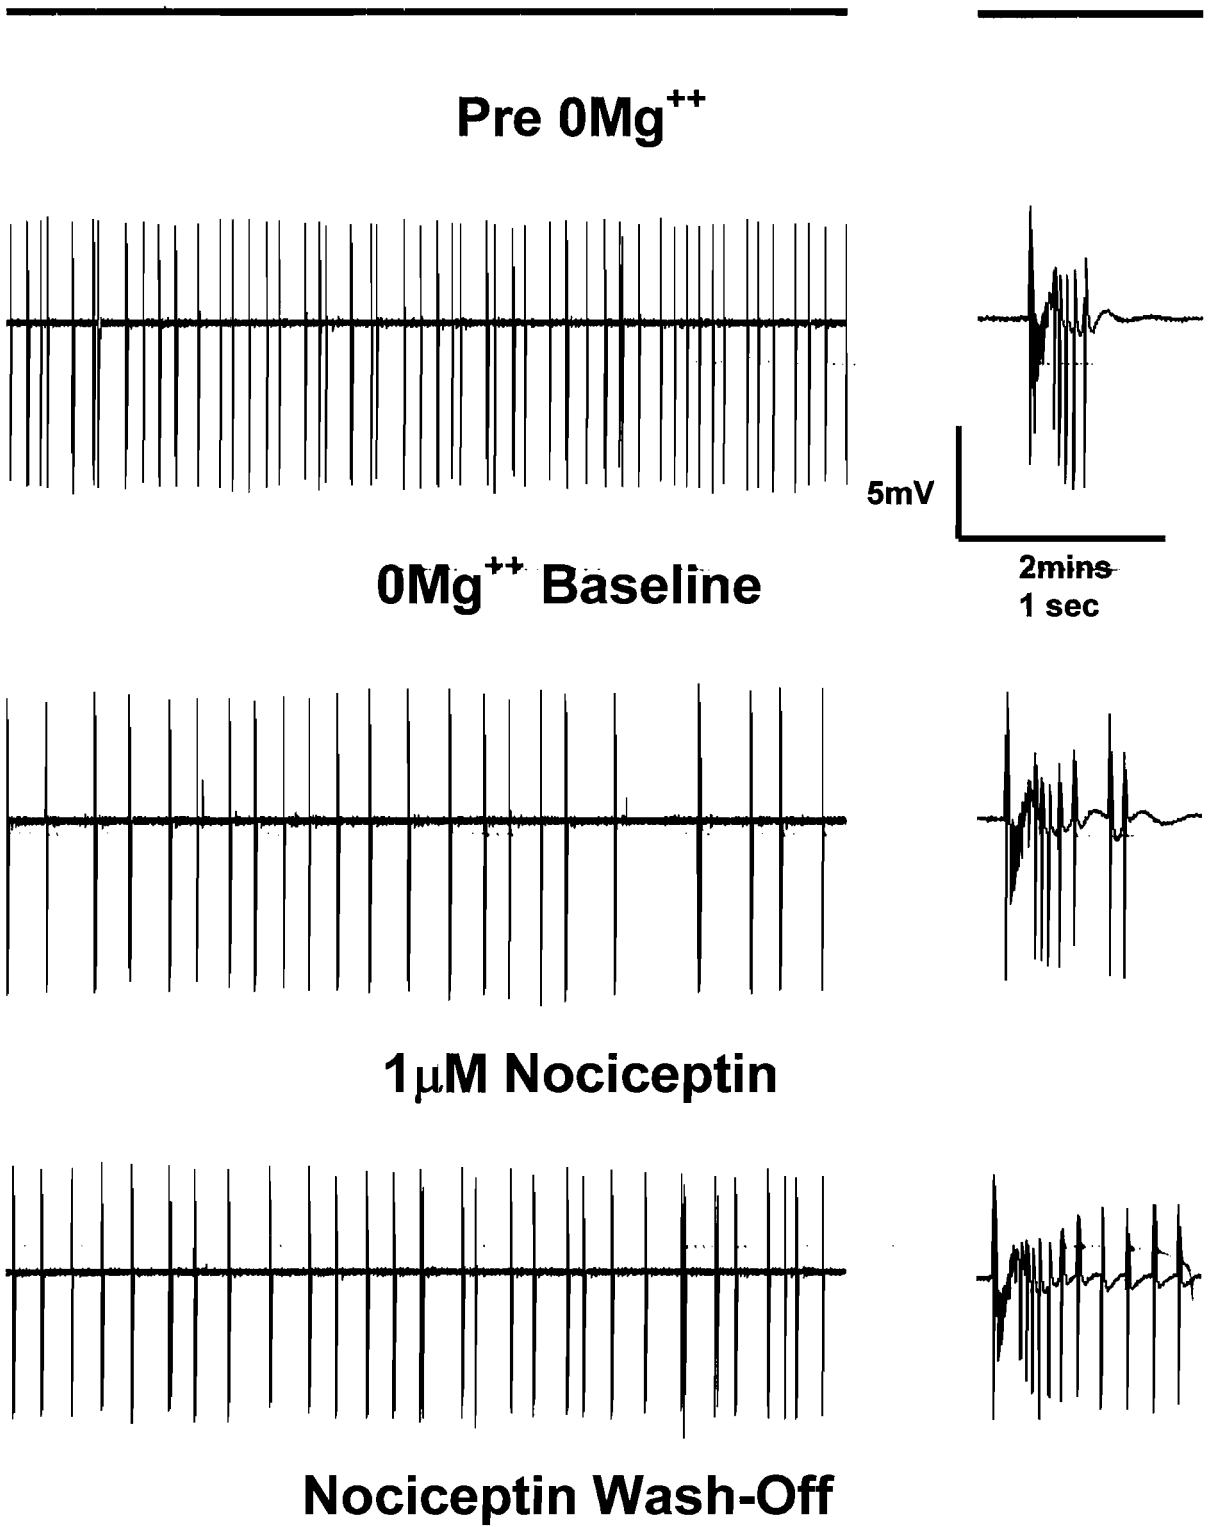 Pre 0Mg⁺⁺
5mV
2mins
1 sec
0Mg⁺⁺ Baseline
1μM Nociceptin
Nociceptin Wash-Off